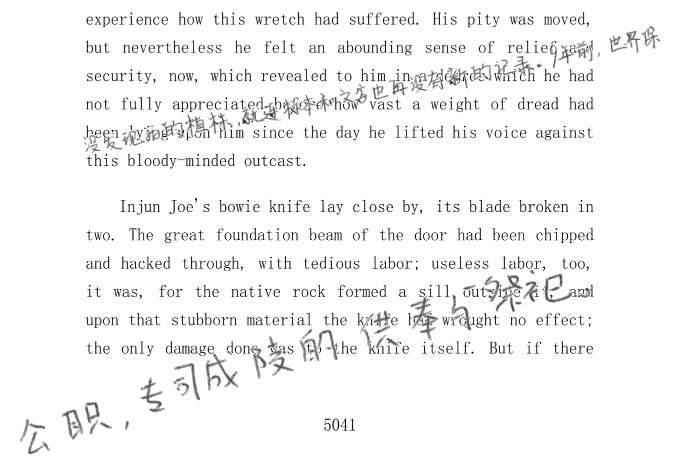 experience how this wretch had suffered. His pity was moved,
but nevertheless he felt an abounding sense of relief and
security, now, which revealed to him in a degree which he had
not fully appreciated before how vast a weight of dread had
been lying upon him since the day he lifted his voice against
this bloody-minded outcast.
Injun Joe's bowie knife lay close by, its blade broken in
two. The great foundation beam of the door had been chipped
and hacked through, with tedious labor; useless labor, too,
it was, for the native rock formed a sill outside it, and
upon that stubborn material the knife had wrought no effect;
the only damage done was to the knife itself. But if there
5041
没发现活的植株,就连标本和也再没有新的记录。9年前,世界保
公职,专司成陵的供奉与祭祀。